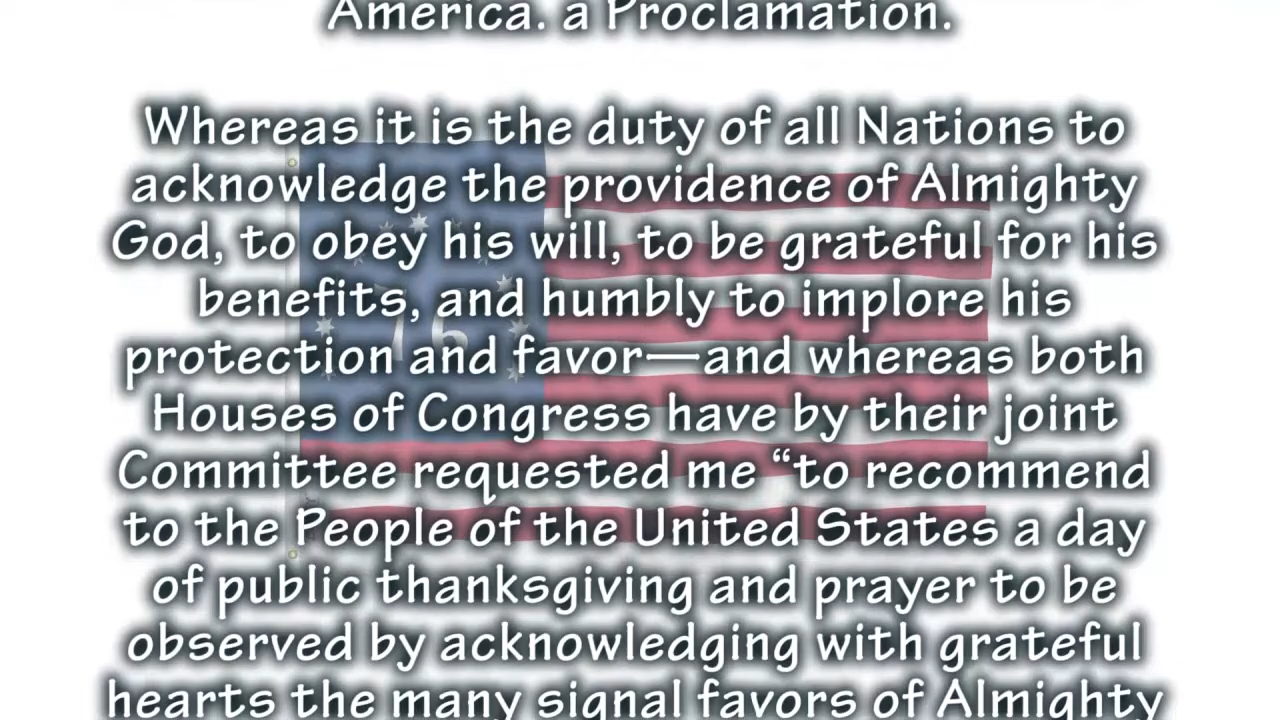 America. a Proclamation.
Whereas it is the duty of all Nations to
acknowledge the providence of Almighty
God, to obey his will, to be grateful for his
benefits, and humbly to implore his
protection and favor—and whereas both
Houses of Congress have by their joint
Committee requested me “to recommend
to the People of the United States a day
of public thanksgiving and prayer to be
observed by acknowledging with grateful
hearts the many signal favors of Almighty
76